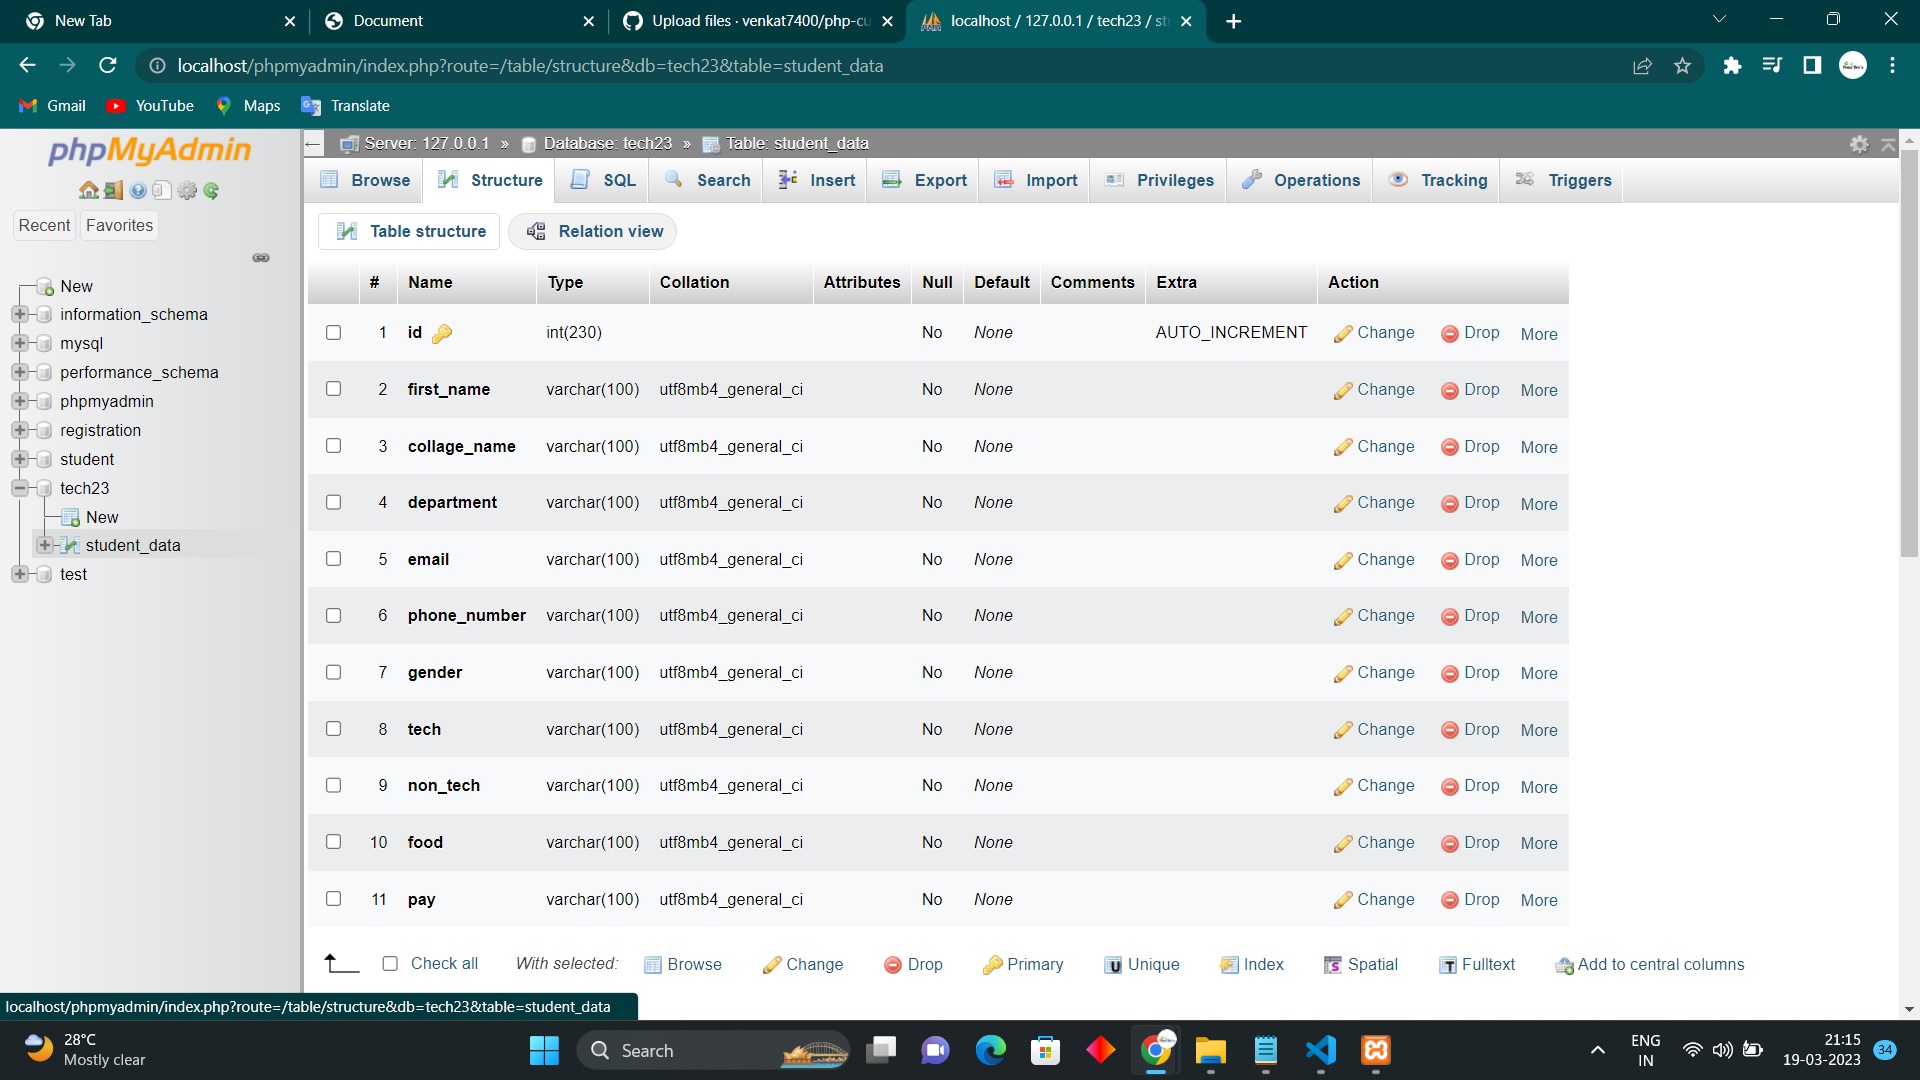 New Tab
Document
Upload files · venkat7400/php-cu
localhost / 127.0.0.1 / tech23 / st
localhost/phpmyadmin/index.php?route=/table/structure&db=tech23&table=student_data
Gmail
YouTube
Maps
Translate
phpMyAdmin
Recent
Favorites
New
information_schema
mysql
performance_schema
phpmyadmin
registration
student
tech23
New
student_data
test
Server: 127.0.0.1 » Database: tech23 » Table: student_data
Browse Structure SQL Search Insert Export Import Privileges Operations Tracking Triggers
Table structure Relation view
# Name Type Collation Attributes Null Default Comments Extra Action
1 id int(230) No None AUTO_INCREMENT Change Drop More
2 first_name varchar(100) utf8mb4_general_ci No None Change Drop More
3 collage_name varchar(100) utf8mb4_general_ci No None Change Drop More
4 department varchar(100) utf8mb4_general_ci No None Change Drop More
5 email varchar(100) utf8mb4_general_ci No None Change Drop More
6 phone_number varchar(100) utf8mb4_general_ci No None Change Drop More
7 gender varchar(100) utf8mb4_general_ci No None Change Drop More
8 tech varchar(100) utf8mb4_general_ci No None Change Drop More
9 non_tech varchar(100) utf8mb4_general_ci No None Change Drop More
10 food varchar(100) utf8mb4_general_ci No None Change Drop More
11 pay varchar(100) utf8mb4_general_ci No None Change Drop More
Check all With selected: Browse Change Drop Primary Unique Index Spatial Fulltext Add to central columns
localhost/phpmyadmin/index.php?route=/table/structure&db=tech23&table=student_data
28°C
Mostly clear
Search
ENG
IN
21:15
19-03-2023
34